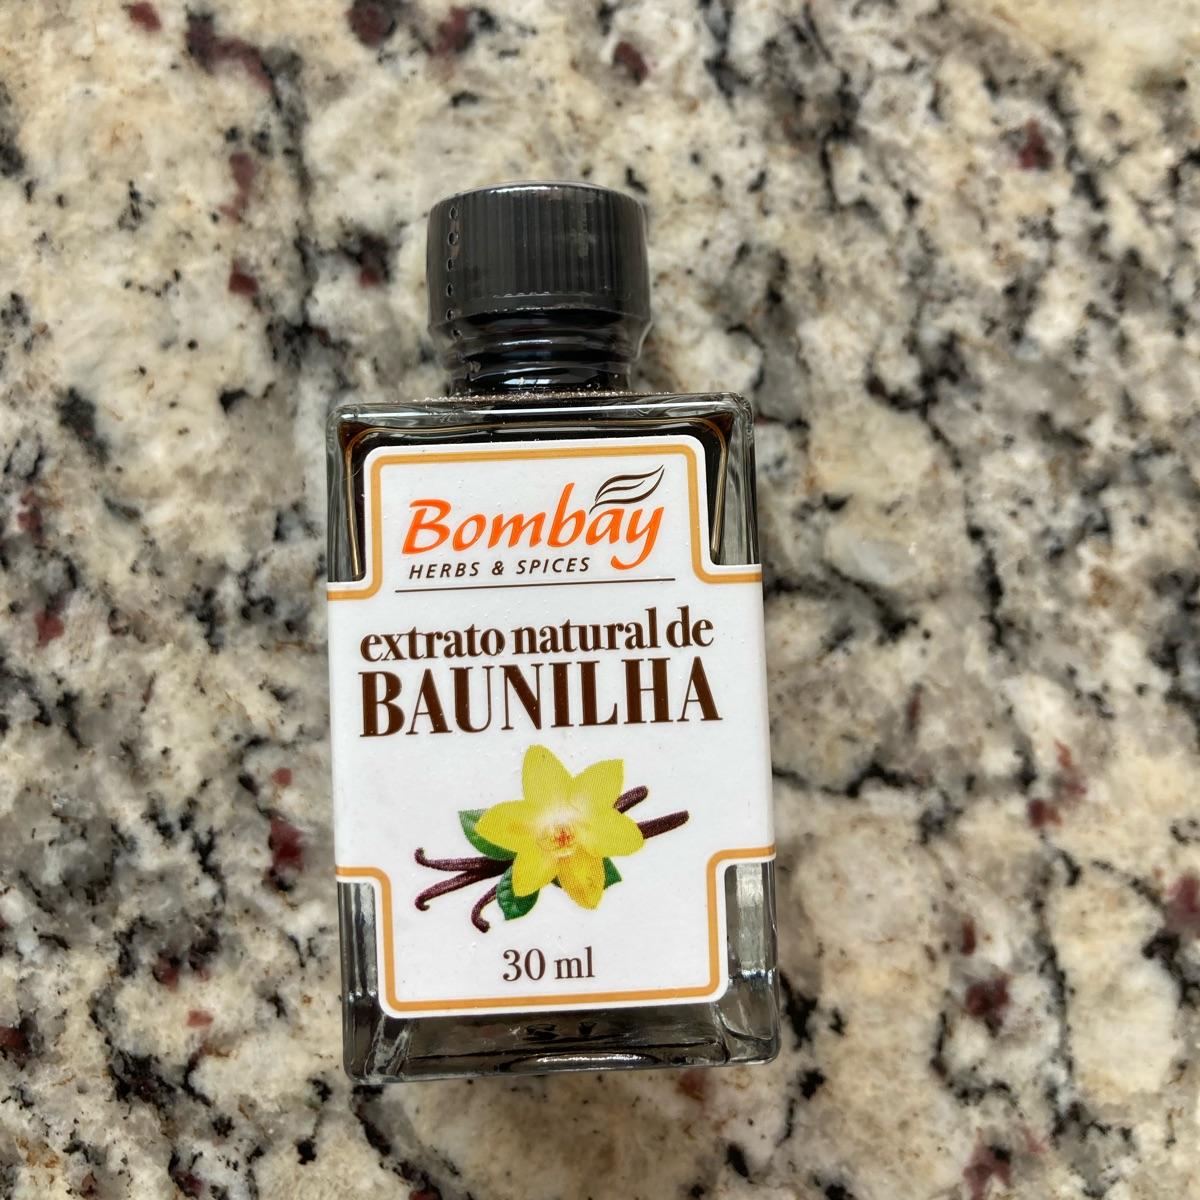 Bombay
HERBS & SPICES
extrato natural de
BAUNILHA
30 ml